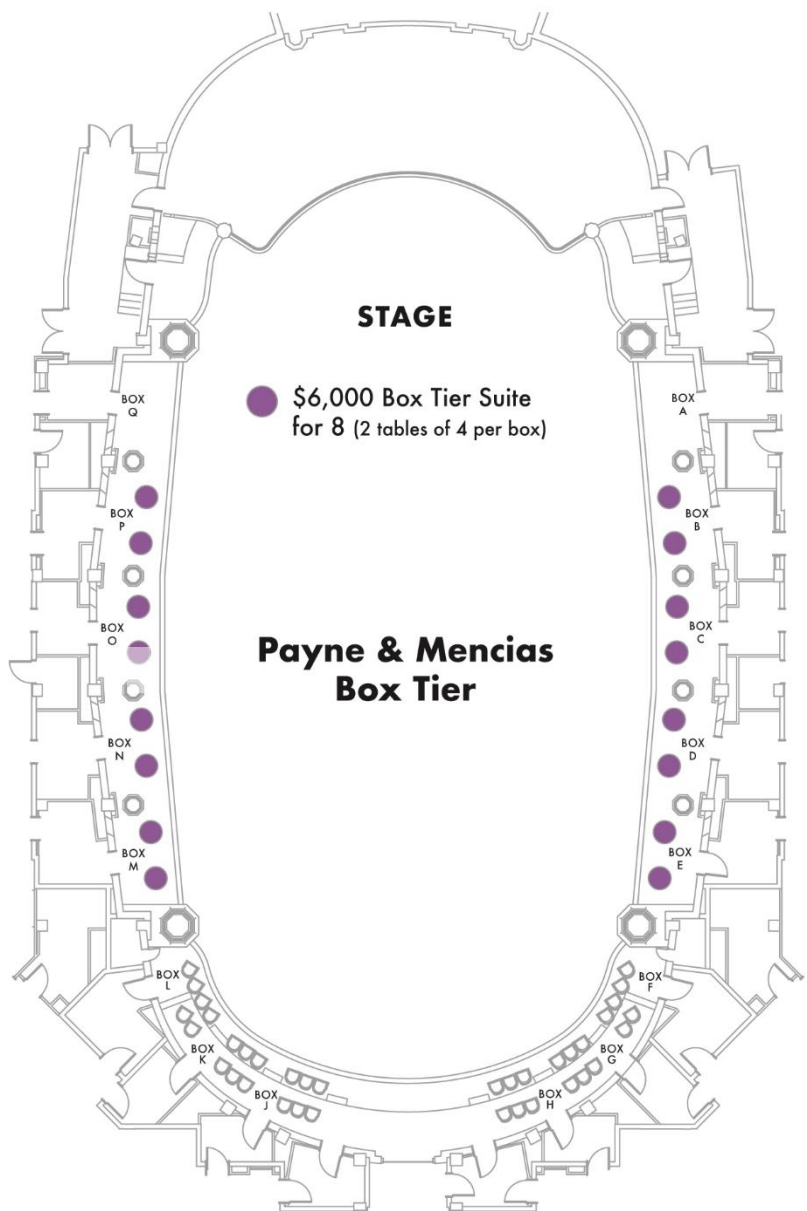 STAGE
$6,000 Box Tier Suite
for 8 (2 tables of 4 per box)
BOX
Q
BOX
A
BOX
P
BOX
B
BOX
O
BOX
C
Payne & Mencias
Box Tier
BOX
N
BOX
D
BOX
M
BOX
E
BOX
L
BOX
F
BOX
K
BOX
G
BOX
J
BOX
H